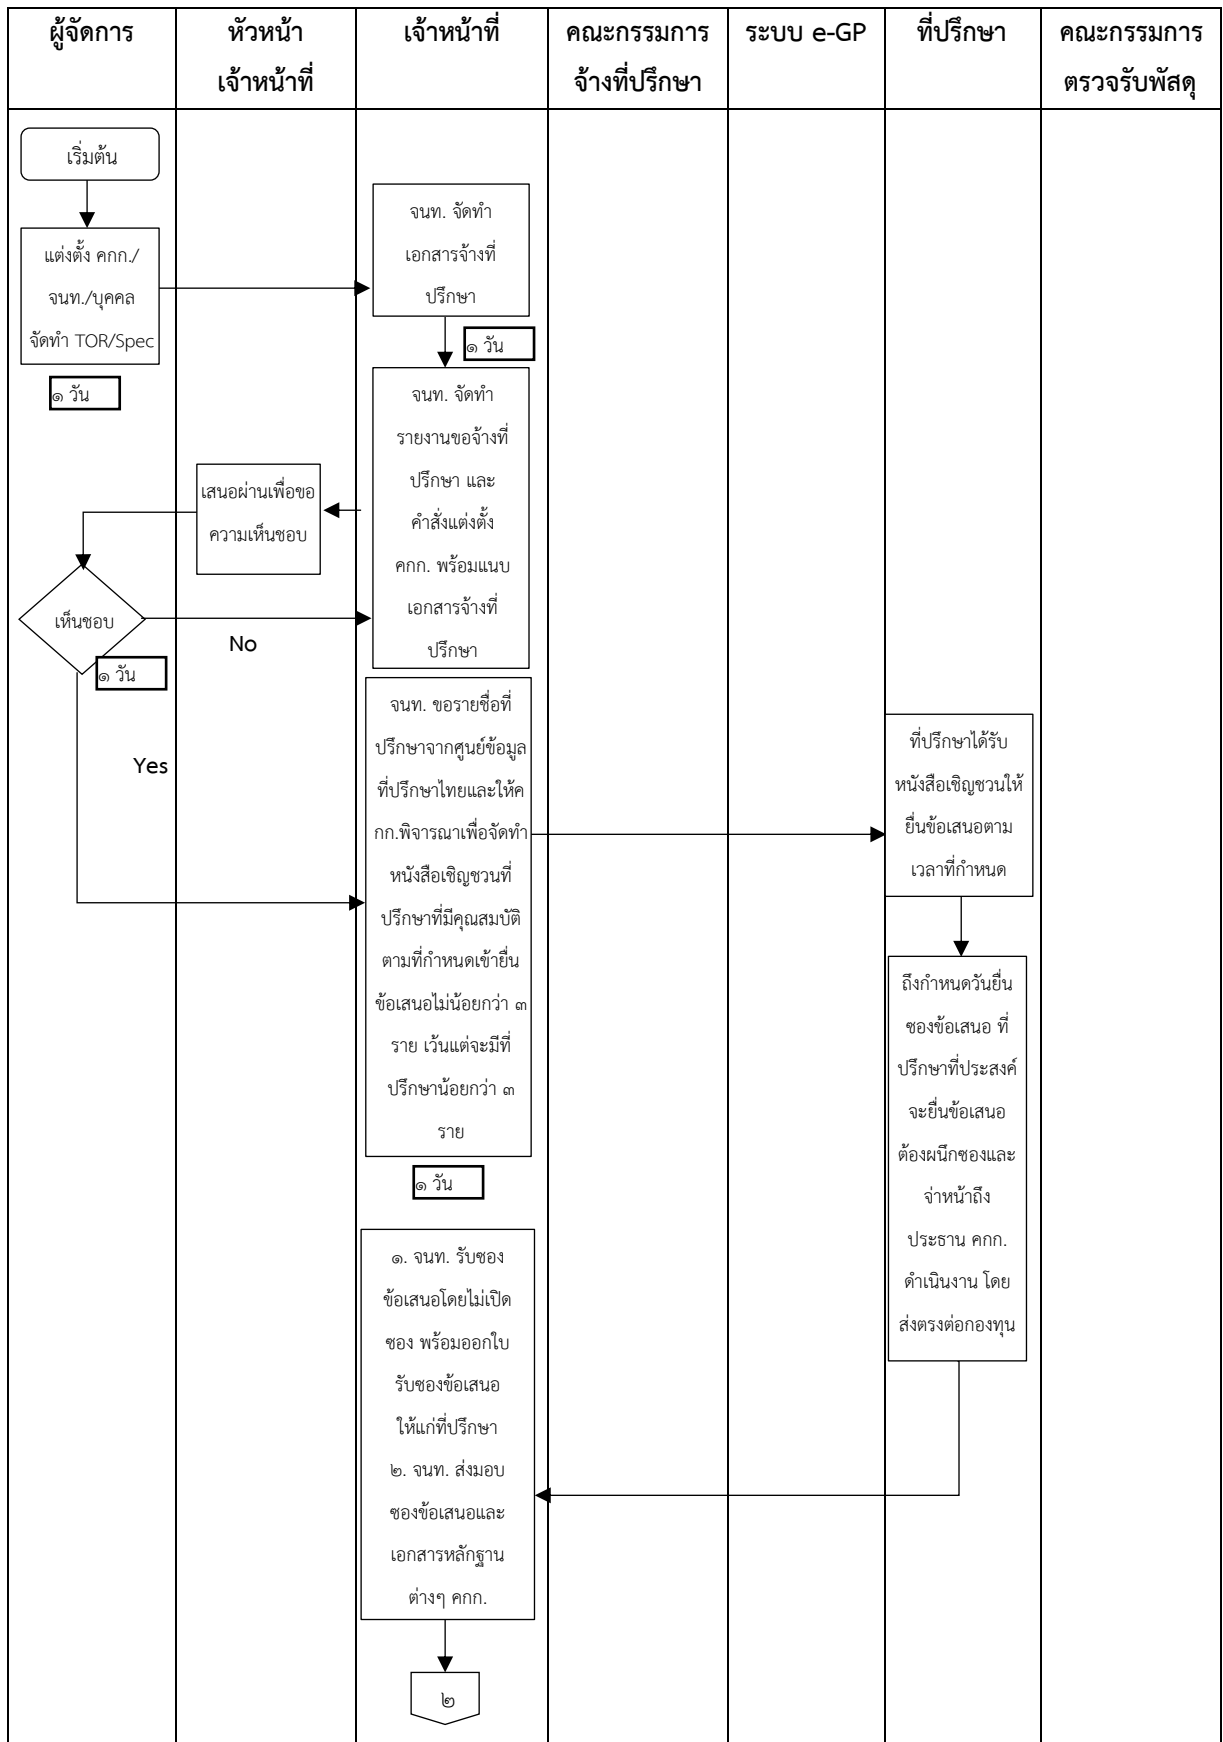 ผู้จัดการ
หัวหน้า
เจ้าหน้าที่
เจ้าหน้าที่
คณะกรรมการ
จ้างที่ปรึกษา
ระบบ e-GP
ที่ปรึกษา
คณะกรรมการ
ตรวจรับพัสดุ
เริ่มต้น
แต่งตั้ง คกก./
จนท./บุคคล
จัดทำ TOR/Spec
๑ วัน
จนท. จัดทำ
เอกสารจ้างที่
ปรึกษา
๑ วัน
จนท. จัดทำ
รายงานขอจ้างที่
ปรึกษา และ
คำสั่งแต่งตั้ง
คกก. พร้อมแนบ
เอกสารจ้างที่
ปรึกษา
เสนอผ่านเพื่อขอ
ความเห็นชอบ
เห็นชอบ
No
๑ วัน
Yes
จนท. ขอรายชื่อที่
ปรึกษาจากศูนย์ข้อมูล
ที่ปรึกษาไทยและให้ค
กก.พิจารณาเพื่อจัดทำ
หนังสือเชิญชวนที่
ปรึกษาที่มีคุณสมบัติ
ตามที่กำหนดเข้ายื่น
ข้อเสนอไม่น้อยกว่า ๓
ราย เว้นแต่จะมีที่
ปรึกษาน้อยกว่า ๓
ราย
๑ วัน
ที่ปรึกษาได้รับ
หนังสือเชิญชวนให้
ยื่นข้อเสนอตาม
เวลาที่กำหนด
ถึงกำหนดวันยื่น
ซองข้อเสนอ ที่
ปรึกษาที่ประสงค์
จะยื่นข้อเสนอ
ต้องผนึกซองและ
จ่าหน้าถึง
ประธาน คกก.
ดำเนินงาน โดย
ส่งตรงต่อกองทุน
๑. จนท. รับซอง
ข้อเสนอโดยไม่เปิด
ซอง พร้อมออกใบ
รับซองข้อเสนอ
ให้แก่ที่ปรึกษา
๒. จนท. ส่งมอบ
ซองข้อเสนอและ
เอกสารหลักฐาน
ต่างๆ คกก.
๒